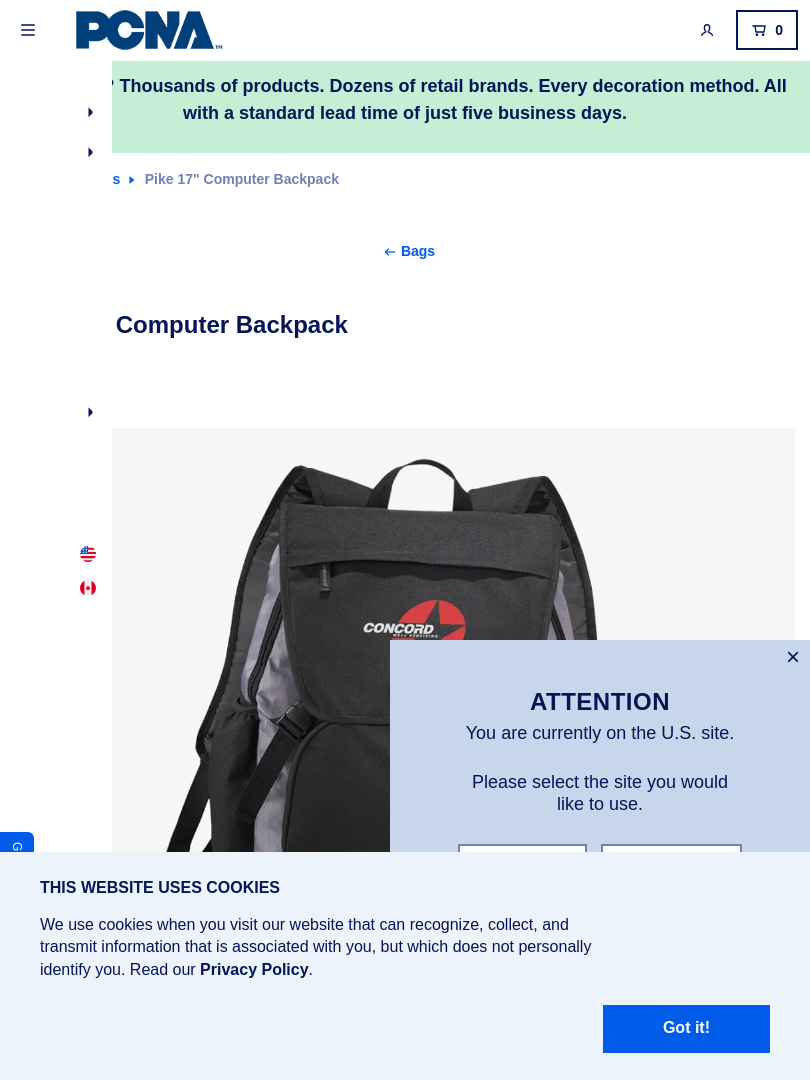 PCNA™
0
? Thousands of products. Dozens of retail brands. Every decoration method. All
with a standard lead time of just five business days.
s Pike 17" Computer Backpack
Bags
Computer Backpack
CONCORD
WELL SERVICING
ATTENTION
You are currently on the U.S. site.
Please select the site you would
like to use.
G
THIS WEBSITE USES COOKIES
We use cookies when you visit our website that can recognize, collect, and
transmit information that is associated with you, but which does not personally
identify you. Read our Privacy Policy.
Got it!